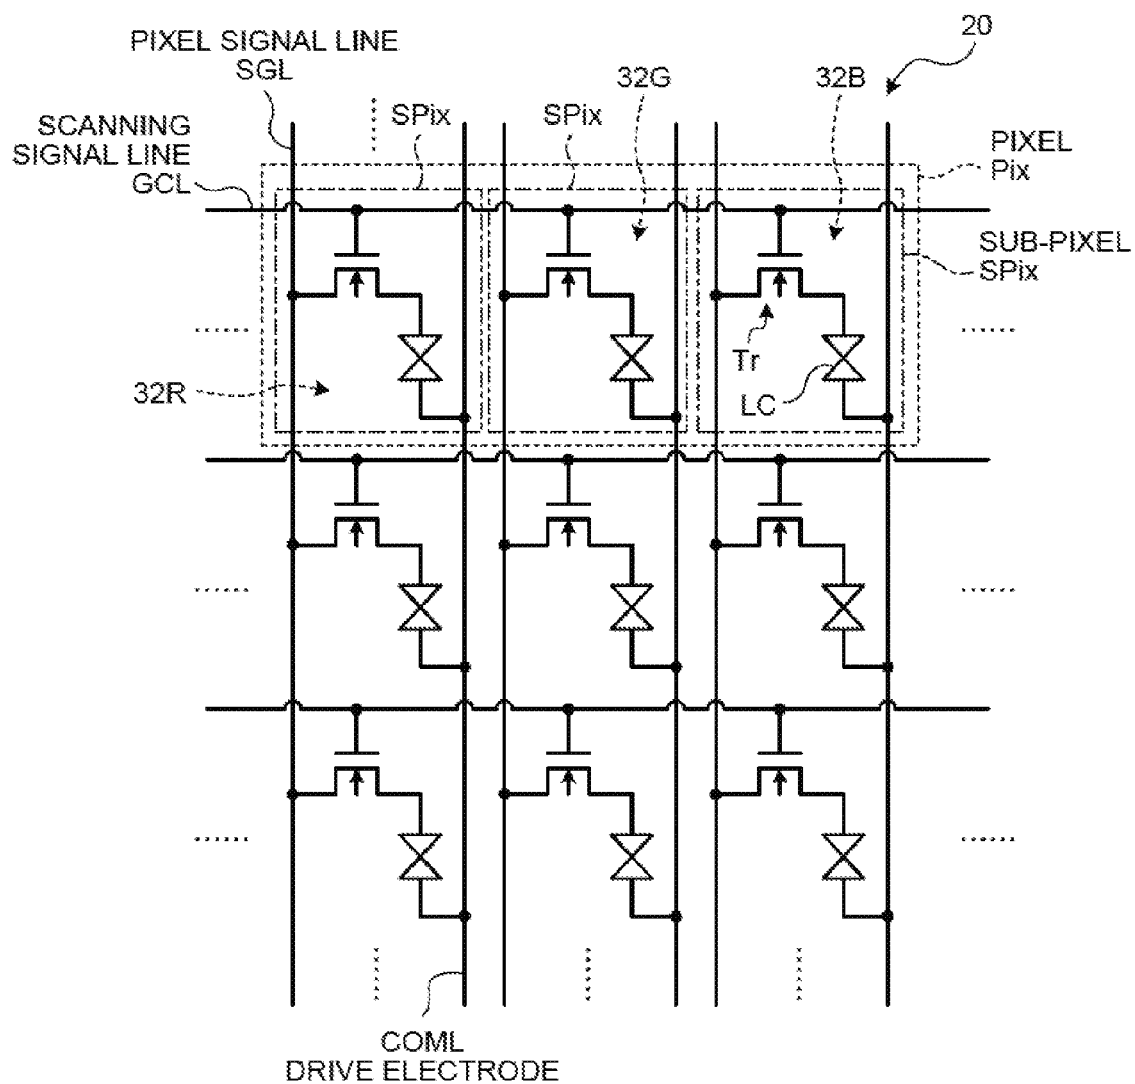 20
PIXEL SIGNAL LINE
SGL
32G
32B
SPix
SPix
SCANNING
SIGNAL LINE
GCL
PIXEL
Pix
SUB-PIXEL
SPix
Tr
32R
LC
COML
DRIVE ELECTRODE